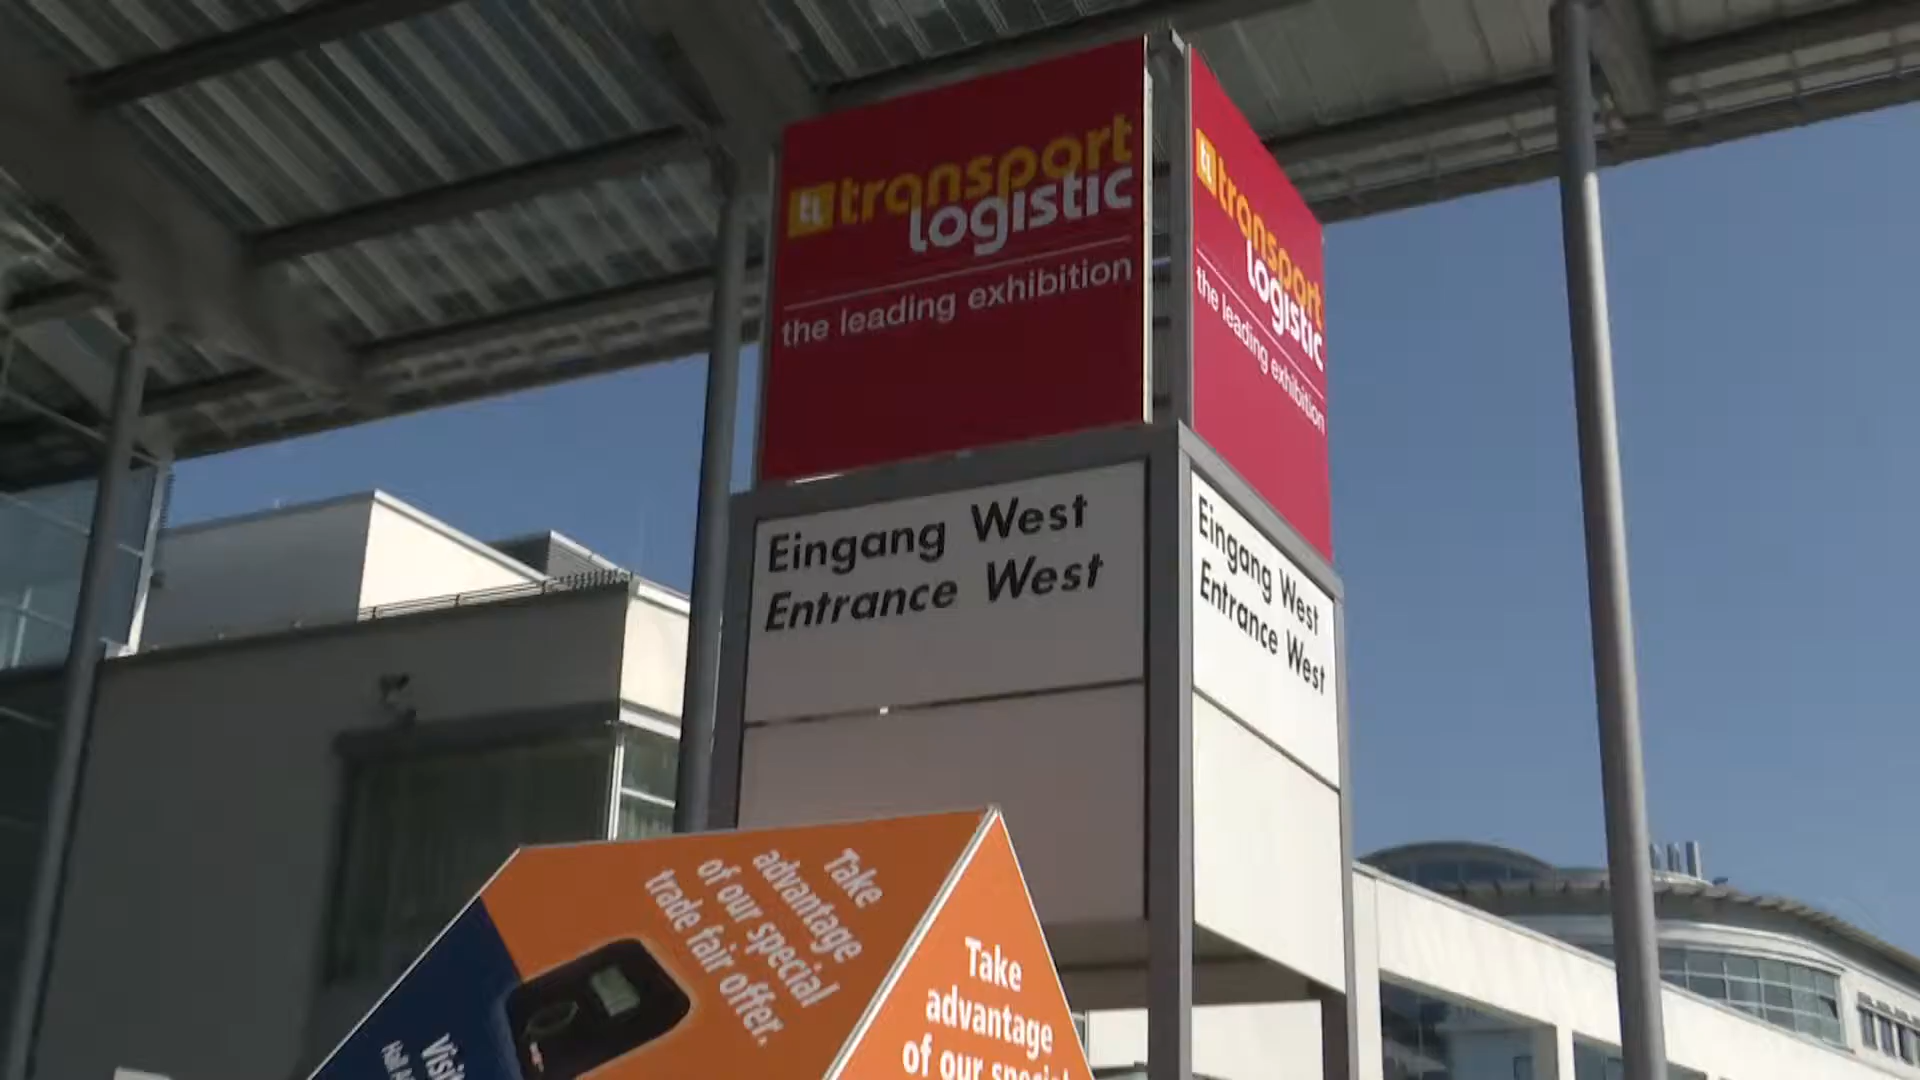 tl transport
logistic
the leading exhibition
tl transport
logistic
the leading exhibition
Eingang West
Entrance West
Eingang West
Entrance West
Take
advantage
of our special
trade fair offer.
Take
advantage
of our special